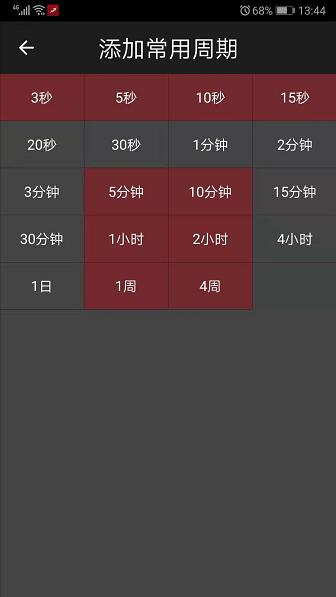 4G 68% 13:44
添加常用周期
3秒 5秒 10秒 15秒
20秒 30秒 1分钟 2分钟
3分钟 5分钟 10分钟 15分钟
30分钟 1小时 2小时 4小时
1日 1周 4周